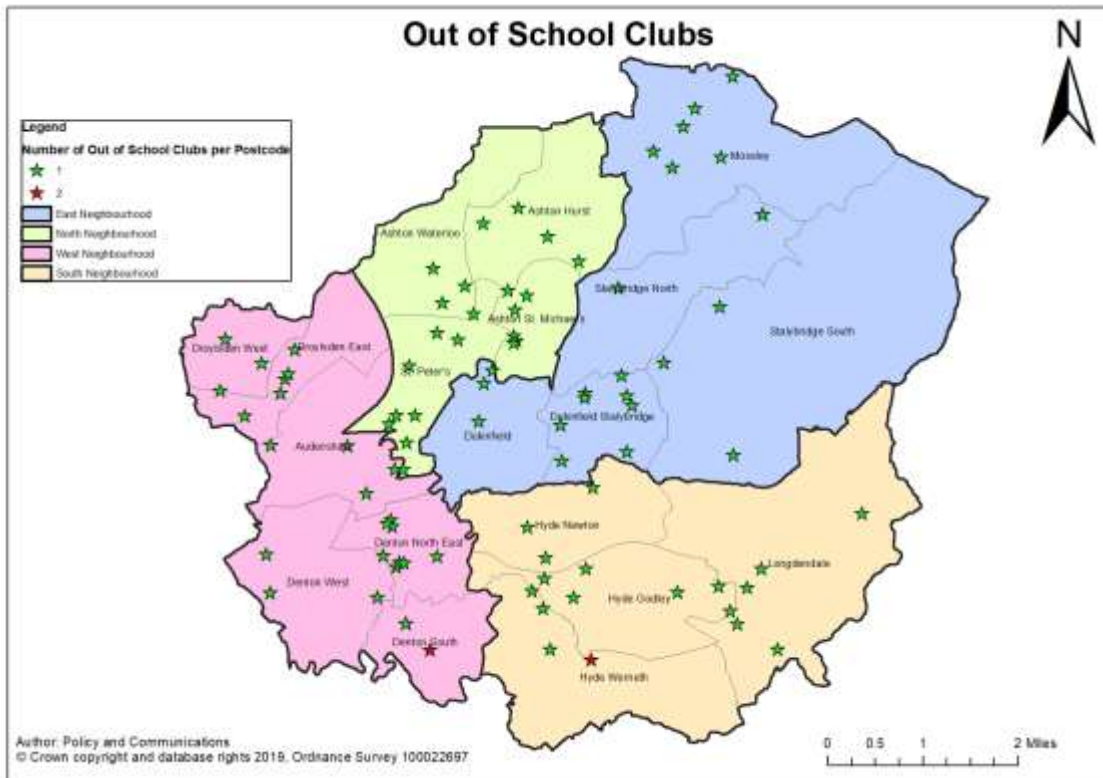 Out of School Clubs
N
Legend
Number of Out of School Clubs per Postcode
1
2
East Neighbourhood
North Neighbourhood
West Neighbourhood
South Neighbourhood
Mossley
Ashton Hurst
Ashton Waterloo
Stalybridge North
Ashton St. Michaels
Stalybridge South
Droylsden West
Droylsden East
St. Peter's
Dukinfield Stalybridge
Dukinfield
Audenshaw
Hyde Newton
Denton North East
Longdendale
Denton West
Hyde Godley
Denton South
Hyde Werneth
Author: Policy and Communications
© Crown copyright and database rights 2019, Ordnance Survey 100022697
0 0.5 1 2 Miles